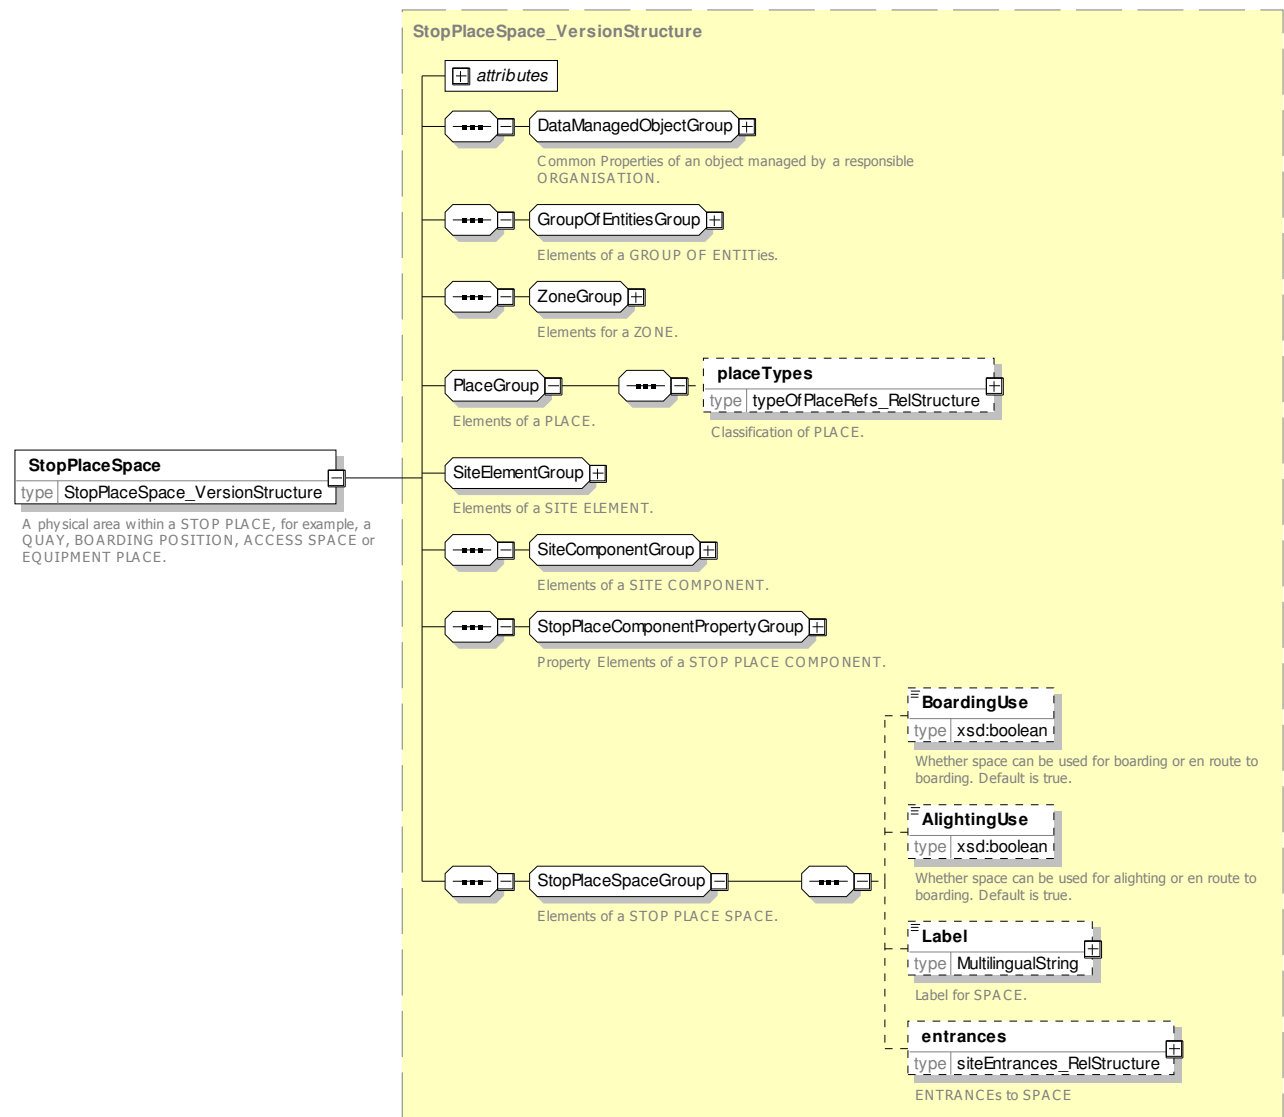 StopPlaceSpace_VersionStructure
attributes
DataManagedObjectGroup
Common Properties of an object managed by a responsible
ORGANISATION.
GroupOfEntitiesGroup
Elements of a GROUP OF ENTITies.
ZoneGroup
Elements for a ZONE.
PlaceGroup
Elements of a PLACE.
placeTypes
type typeOfPlaceRefs_RelStructure
Classification of PLACE.
StopPlaceSpace
type StopPlaceSpace_VersionStructure
A physical area within a STOP PLACE, for example, a
QUAY, BOARDING POSITION, ACCESS SPACE or
EQUIPMENT PLACE.
SiteElementGroup
Elements of a SITE ELEMENT.
SiteComponentGroup
Elements of a SITE COMPONENT.
StopPlaceComponentPropertyGroup
Property Elements of a STOP PLACE COMPONENT.
StopPlaceSpaceGroup
Elements of a STOP PLACE SPACE.
BoardingUse
type xsd:boolean
Whether space can be used for boarding or en route to
boarding. Default is true.
AlightingUse
type xsd:boolean
Whether space can be used for alighting or en route to
boarding. Default is true.
Label
type MultilingualString
Label for SPACE.
entrances
type siteEntrances_RelStructure
ENTRANCEs to SPACE